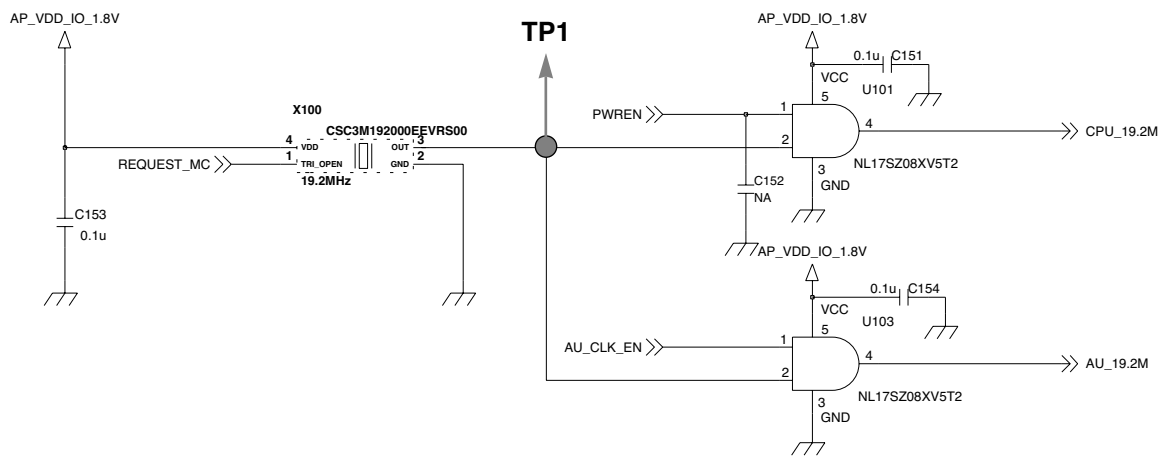 AP_VDD_IO_1.8V
TP1
AP_VDD_IO_1.8V
0.1u C151
VCC
5
U101
X100
PWREN
1
CSC3M192000EEVRS00
4 VDD OUT 3
2
4
CPU_19.2M
REQUEST_MC
1 TRI_OPEN GND 2
NL17SZ08XV5T2
19.2MHz
3
GND
C152
NA
C153
0.1u
AP_VDD_IO_1.8V
0.1u C154
VCC
5
U103
AU_CLK_EN
1
4
AU_19.2M
2
NL17SZ08XV5T2
3
GND